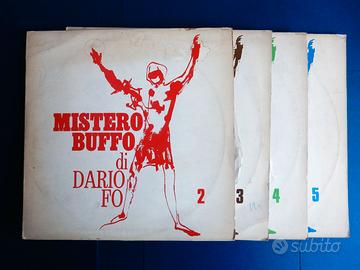 MISTERO
BUFFO
di
DARIO
FO
2
3
4
5
subito